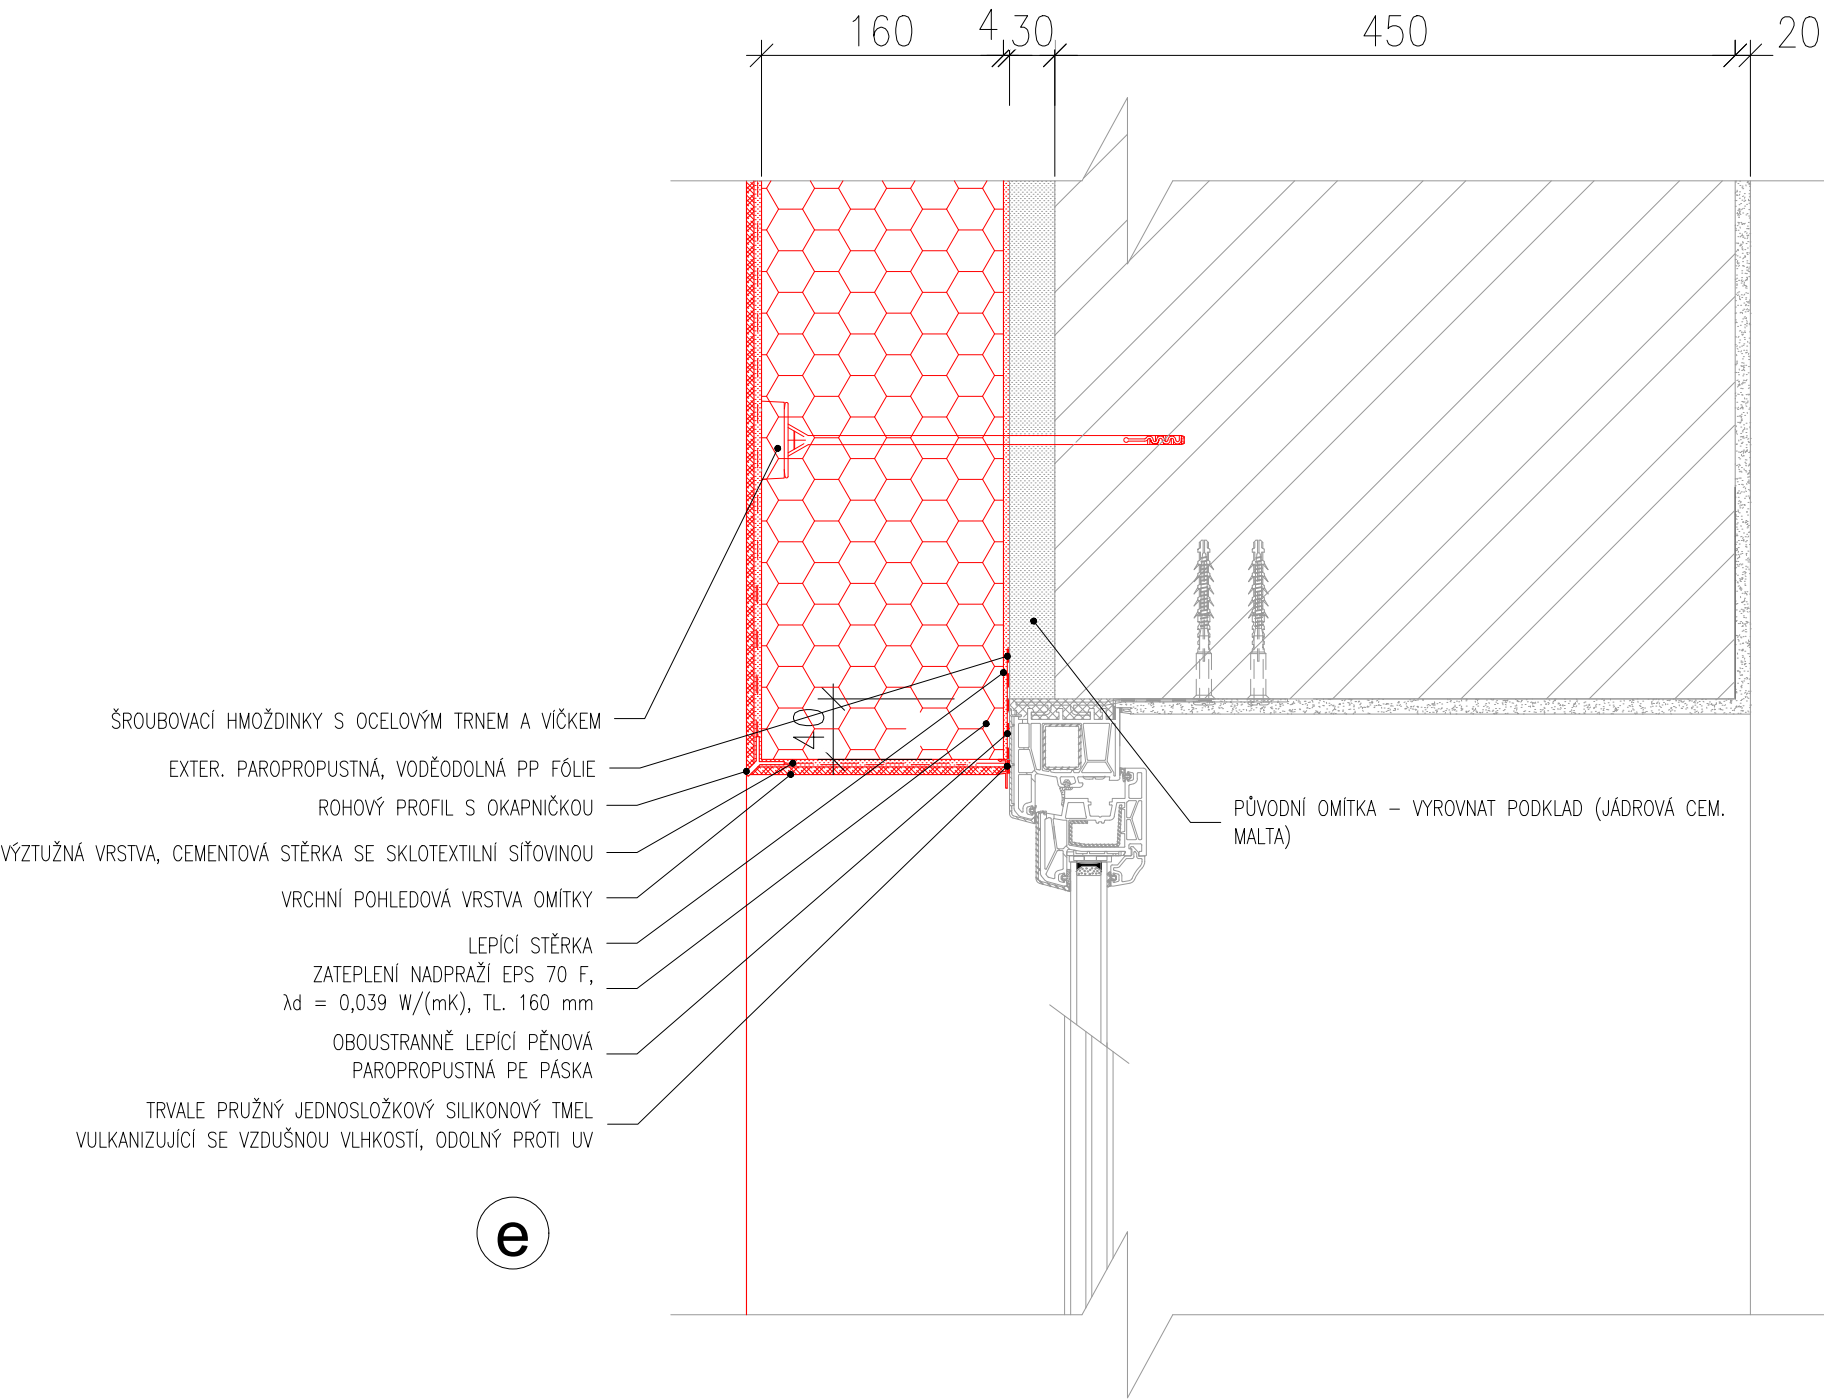 160
4
30
450
20
40
ŠROUBOVACÍ HMOŽDINKY S OCELOVÝM TRNEM A VÍČKEM
EXTER. PAROPROPUSTNÁ, VODĚODOLNÁ PP FÓLIE
ROHOVÝ PROFIL S OKAPNIČKOU
VÝZTUŽNÁ VRSTVA, CEMENTOVÁ STĚRKA SE SKLOTEXTILNÍ SÍŤOVINOU
VRCHNÍ POHLEDOVÁ VRSTVA OMÍTKY
LEPÍCÍ STĚRKA
ZATEPLENÍ NADPRAŽÍ EPS 70 F,
λd = 0,039 W/(mK), TL. 160 mm
OBOUSTRANNĚ LEPÍCÍ PĚNOVÁ
PAROPROPUSTNÁ PE PÁSKA
TRVALE PRUŽNÝ JEDNOSLOŽKOVÝ SILIKONOVÝ TMEL
VULKANIZUJÍCÍ SE VZDUŠNOU VLHKOSTÍ, ODOLNÝ PROTI UV
PŮVODNÍ OMÍTKA – VYROVNAT PODKLAD (JÁDROVÁ CEM.
MALTA)
e